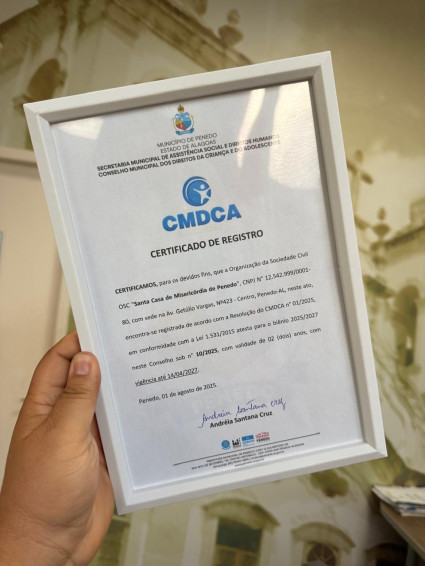 MUNICÍPIO DE PENEDO
ESTADO DE ALAGOAS
SECRETARIA MUNICIPAL DE ASSISTÊNCIA SOCIAL E DIREITOS HUMANOS
CONSELHO MUNICIPAL DOS DIREITOS DA CRIANÇA E DO ADOLESCENTE
CMDCA
CERTIFICADO DE REGISTRO
CERTIFICAMOS, para os devidos fins, que a Organização da Sociedade Civil
OSC "Santa Casa de Misericórdia de Penedo", CNPJ N° 12.542.999/0001-
80, com sede na Av. Getúlio Vargas, Nº423 - Centro, Penedo-AL, neste ato,
encontra-se registrada de acordo com a Resolução do CMDCA n° 01/2025,
em conformidade com a Lei 1.531/2015 atesta para o biênio 2025/2027
neste Conselho sob n° 10/2025, com validade de 02 (dois) anos, com
vigência até 14/04/2027.
Penedo, 01 de agosto de 2025.
Andréia Santana Cruz
Andréia Santana Cruz